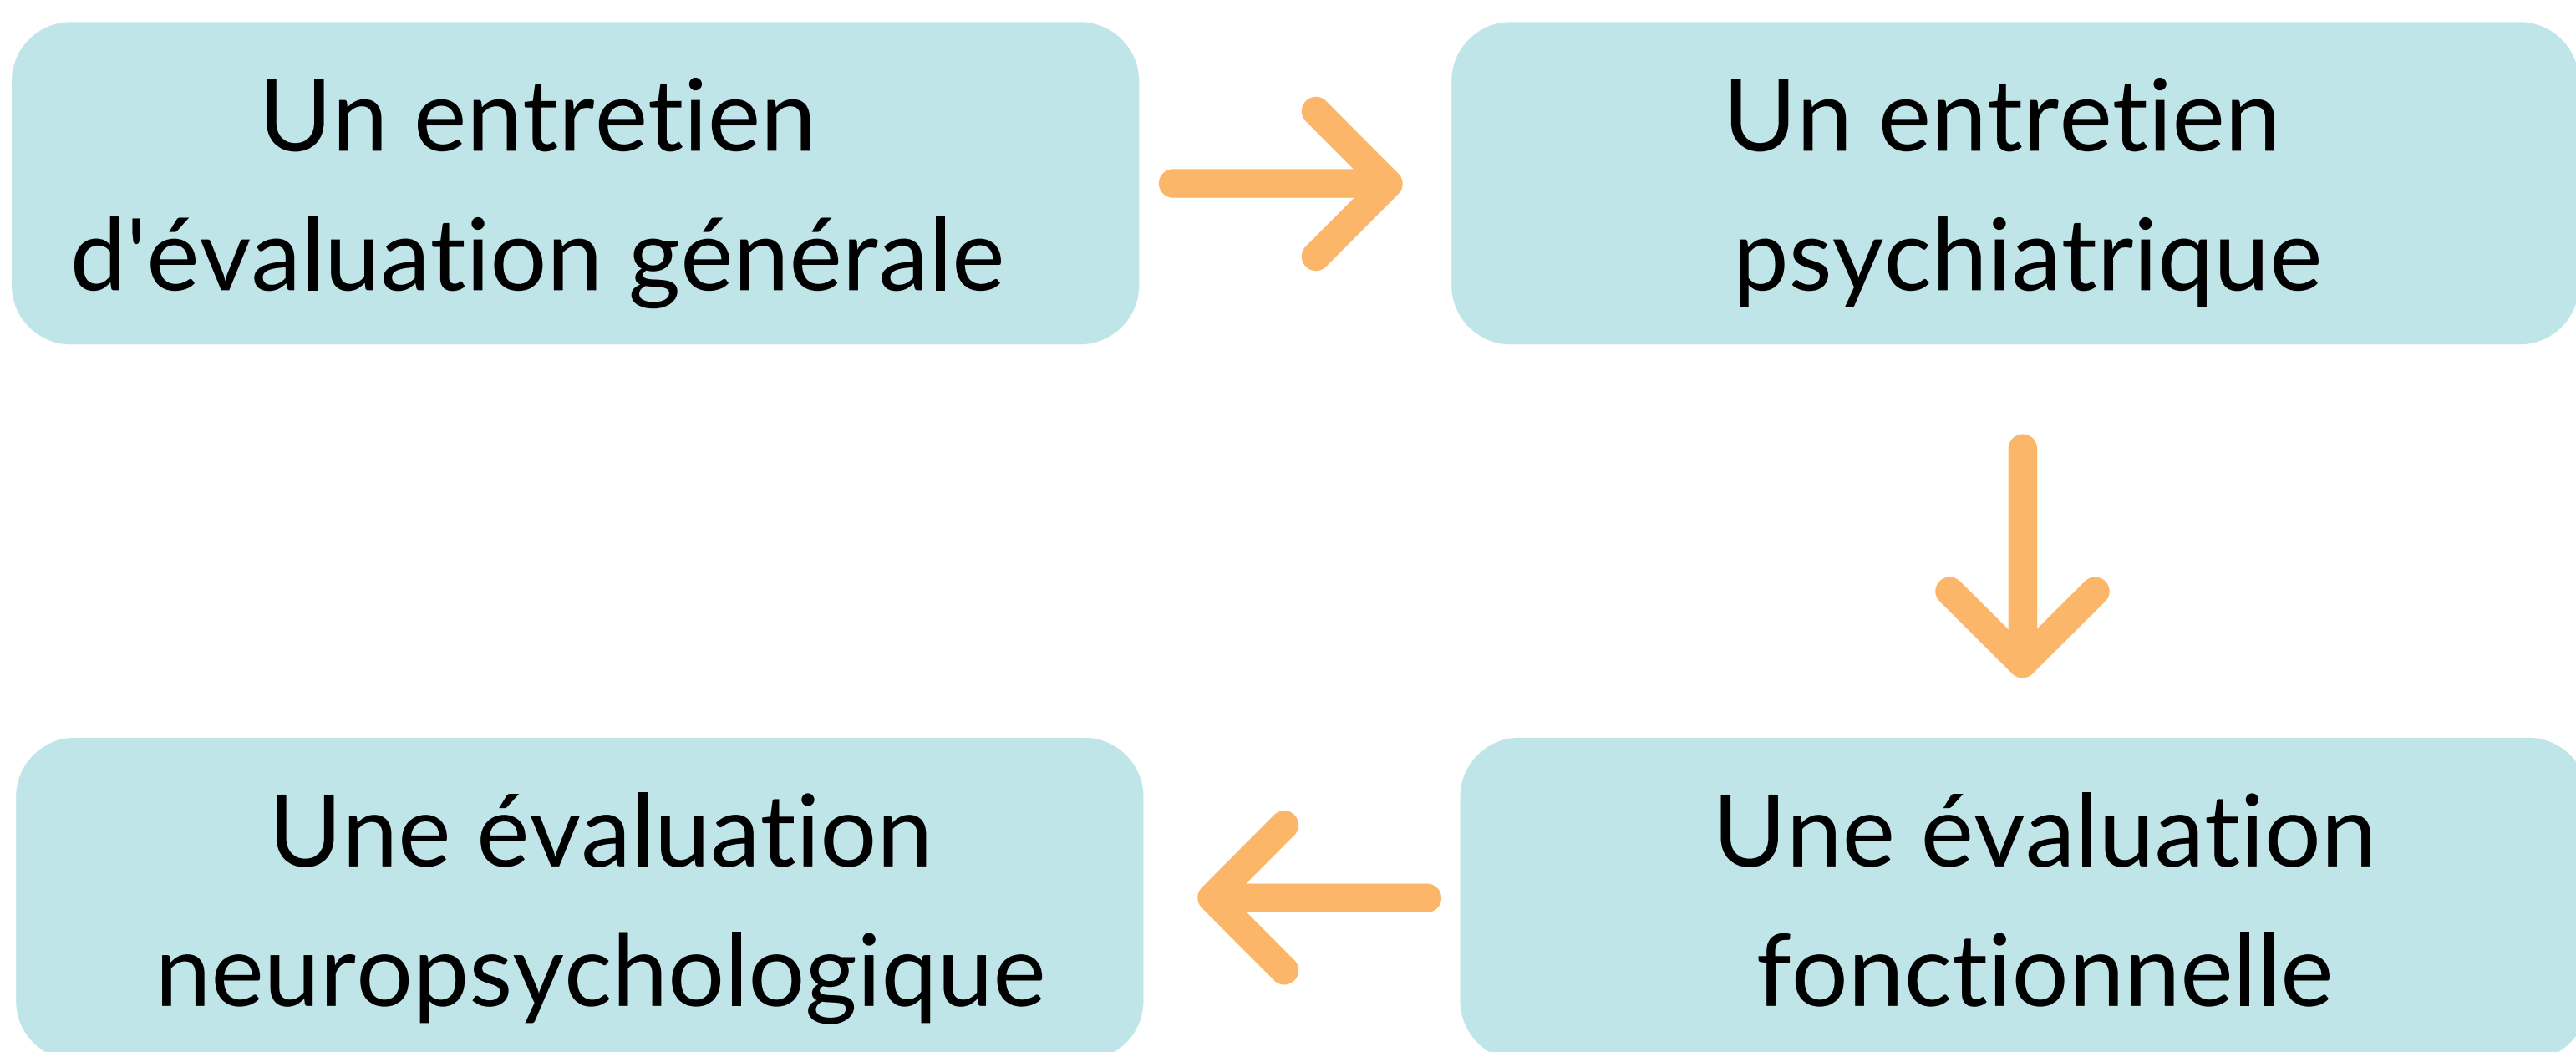 Un entretien
d'évaluation générale
Un entretien
psychiatrique
Une évaluation
fonctionnelle
Une évaluation
neuropsychologique